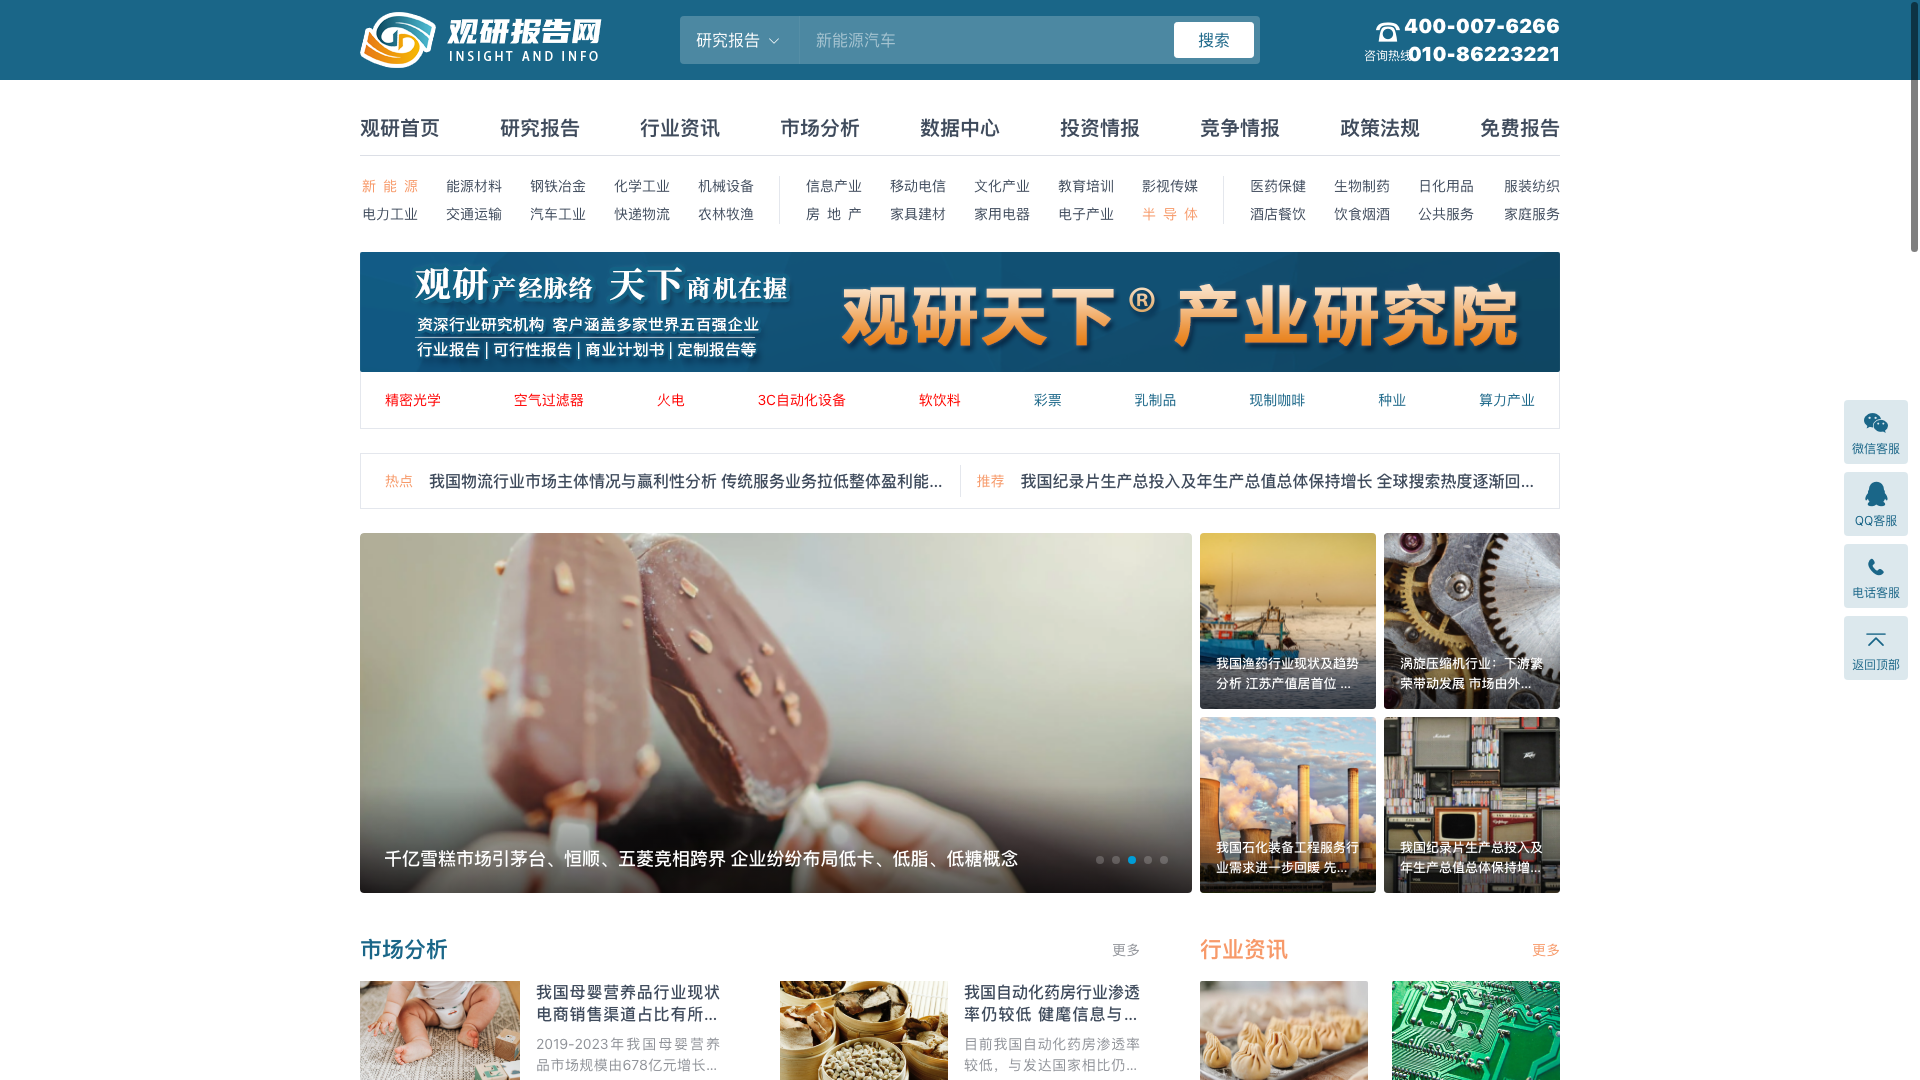 观研报告网
INSIGHT AND INFO
研究报告
新能源汽车
搜索
咨询热线
400-007-6266
010-86223221
观研首页 研究报告 行业资讯 市场分析 数据中心 投资情报 竞争情报 政策法规 免费报告
新能源 能源材料 钢铁冶金 化学工业 机械设备 信息产业 移动电信 文化产业 教育培训 影视传媒 医药保健 生物制药 日化用品 服装纺织
电力工业 交通运输 汽车工业 快递物流 农林牧渔 房地产 家具建材 家用电器 电子产业 半导体 酒店餐饮 饮食烟酒 公共服务 家庭服务
观研产经脉络 天下商机在握
资深行业研究机构 客户涵盖多家世界五百强企业
行业报告 | 可行性报告 | 商业计划书 | 定制报告等
观研天下® 产业研究院
精密光学 空气过滤器 火电 3C自动化设备 软饮料 彩票 乳制品 现制咖啡 种业 算力产业
热点 我国物流行业市场主体情况与赢利性分析 传统服务业务拉低整体盈利能...
推荐 我国纪录片生产总投入及年生产总值总体保持增长 全球搜索热度逐渐回...
千亿雪糕市场引茅台、恒顺、五菱竞相跨界 企业纷纷布局低卡、低脂、低糖概念
我国渔药行业现状及趋势
分析 江苏产值居首位 ...
涡旋压缩机行业：下游繁
荣带动发展 市场由外...
我国石化装备工程服务行
业需求进一步回暖 先...
我国纪录片生产总投入及
年生产总值总体保持增...
微信客服
QQ客服
电话客服
返回顶部
市场分析
更多
我国母婴营养品行业现状
电商销售渠道占比有所...
2019-2023年我国母婴营养
品市场规模由678亿元增长...
我国自动化药房行业渗透
率仍较低 健麾信息与...
目前我国自动化药房渗透率
较低，与发达国家相比仍...
行业资讯
更多